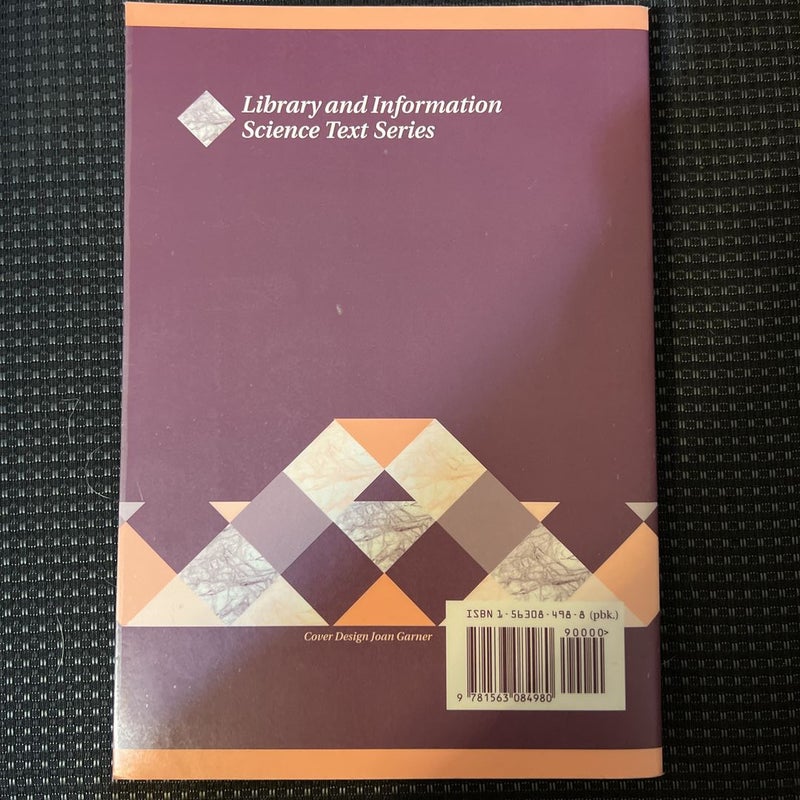 Library and Information
Science Text Series
Cover Design Joan Garner
ISBN 1-56308-498-8 (pbk.)
90000>
9 781563 084980